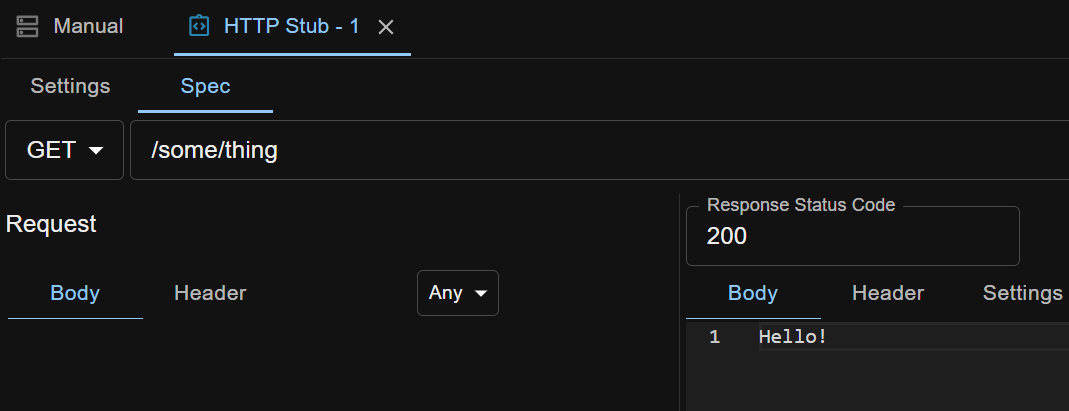 Manual HTTP Stub - 1
Settings Spec
GET /some/thing
Request
Response Status Code
200
Body Header Any
Body Header Settings
1 Hello!